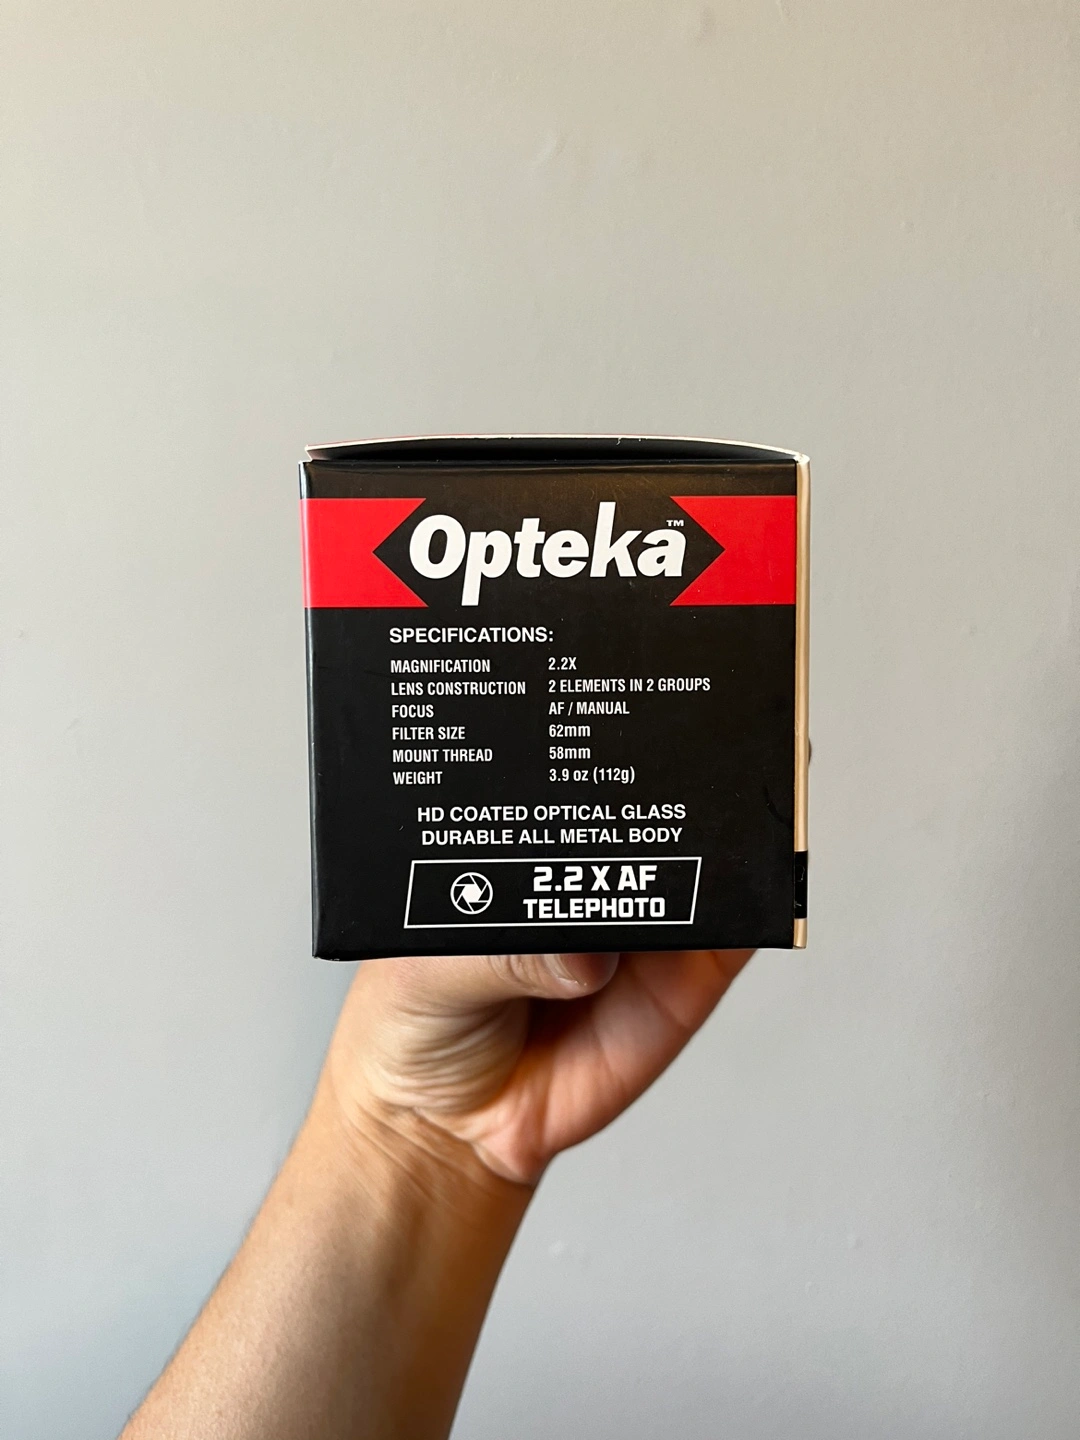 Opteka™
SPECIFICATIONS:
MAGNIFICATION 2.2X
LENS CONSTRUCTION 2 ELEMENTS IN 2 GROUPS
FOCUS AF / MANUAL
FILTER SIZE 62mm
MOUNT THREAD 58mm
WEIGHT 3.9 oz (112g)
HD COATED OPTICAL GLASS
DURABLE ALL METAL BODY
2.2 X AF
TELEPHOTO